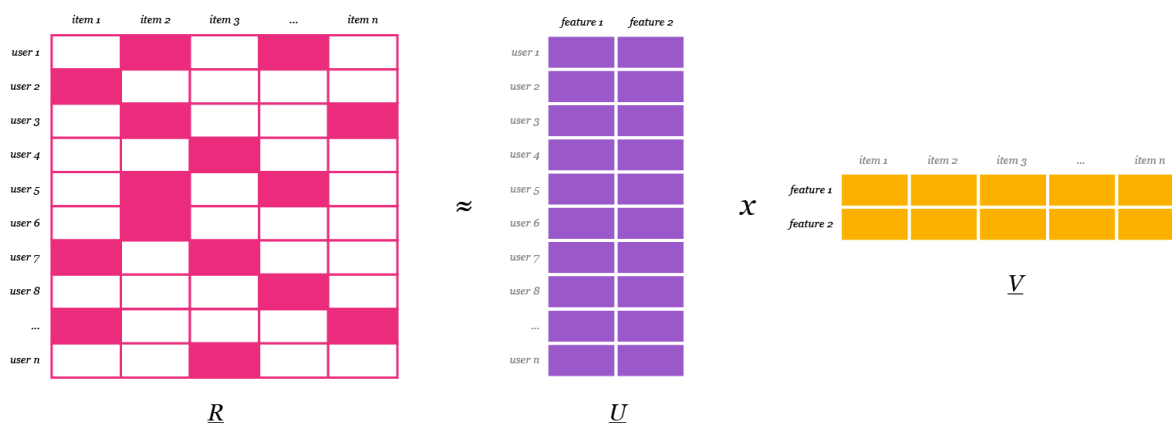 item 1 item 2 item 3 ... item n
user 1
user 2
user 3
user 4
user 5
user 6
user 7
user 8
...
user n
R
≈
feature 1 feature 2
user 1
user 2
user 3
user 4
user 5
user 6
user 7
user 8
...
user n
U
x
item 1 item 2 item 3 ... item n
feature 1
feature 2
V